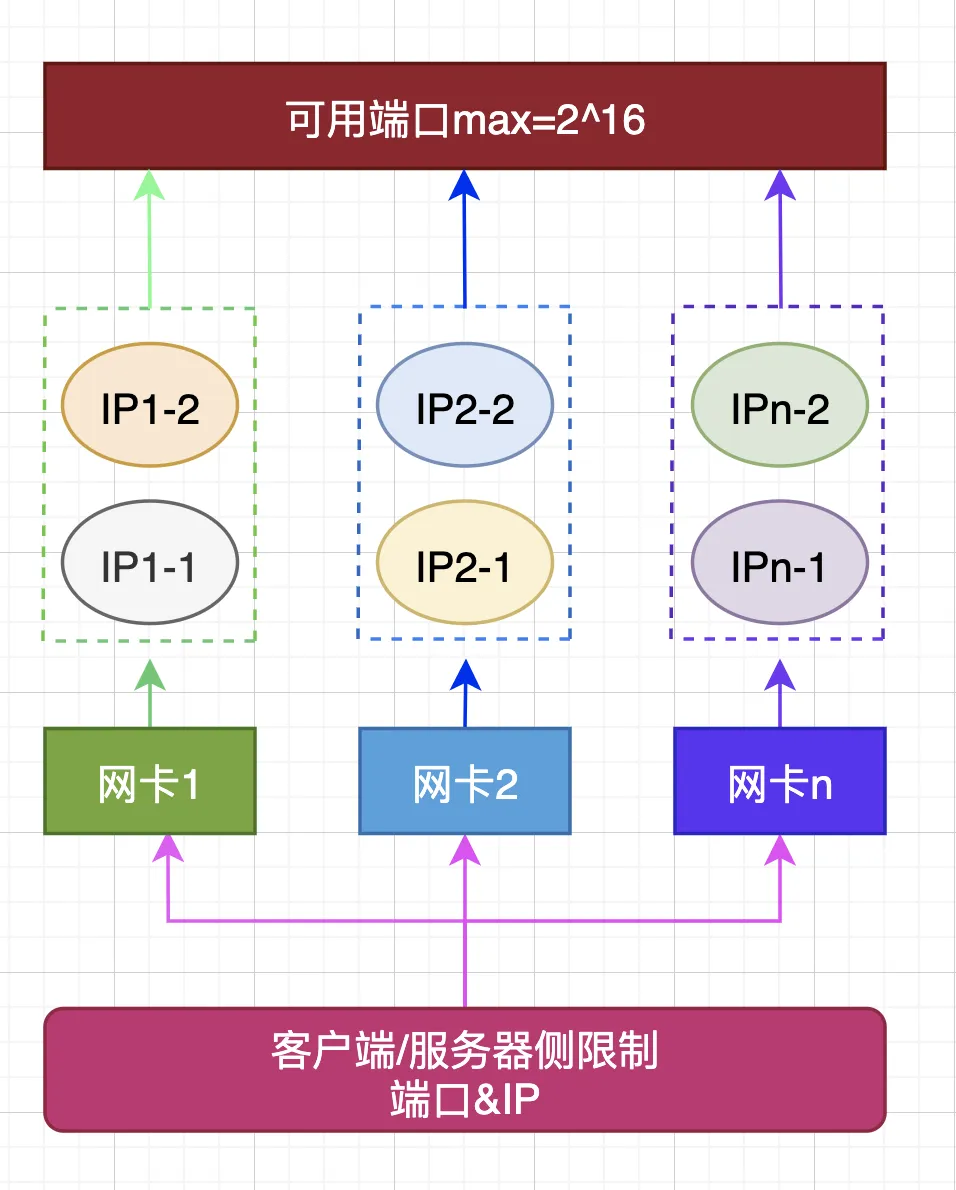 可用端口max=2^16
IP1-2
IP2-2
IPn-2
IP1-1
IP2-1
IPn-1
网卡1
网卡2
网卡n
客户端/服务器侧限制
端口&IP